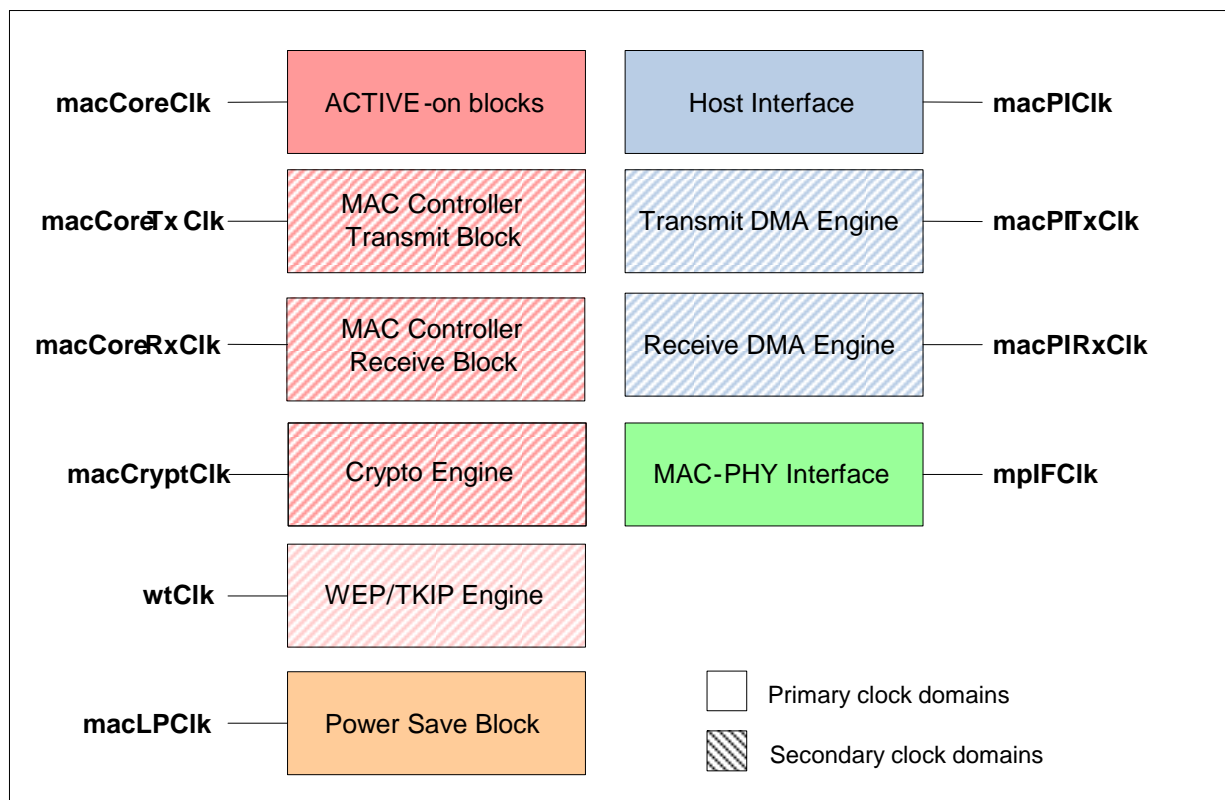 macCoreClk
ACTIVE-on blocks
Host Interface
macPIClk
macCoreTxClk
MAC Controller
Transmit Block
Transmit DMA Engine
macPITxClk
macCoreRxClk
MAC Controller
Receive Block
Receive DMA Engine
macPIRxClk
macCryptClk
Crypto Engine
MAC-PHY Interface
mpIFClk
wtClk
WEP/TKIP Engine
macLPClk
Power Save Block
Primary clock domains
Secondary clock domains